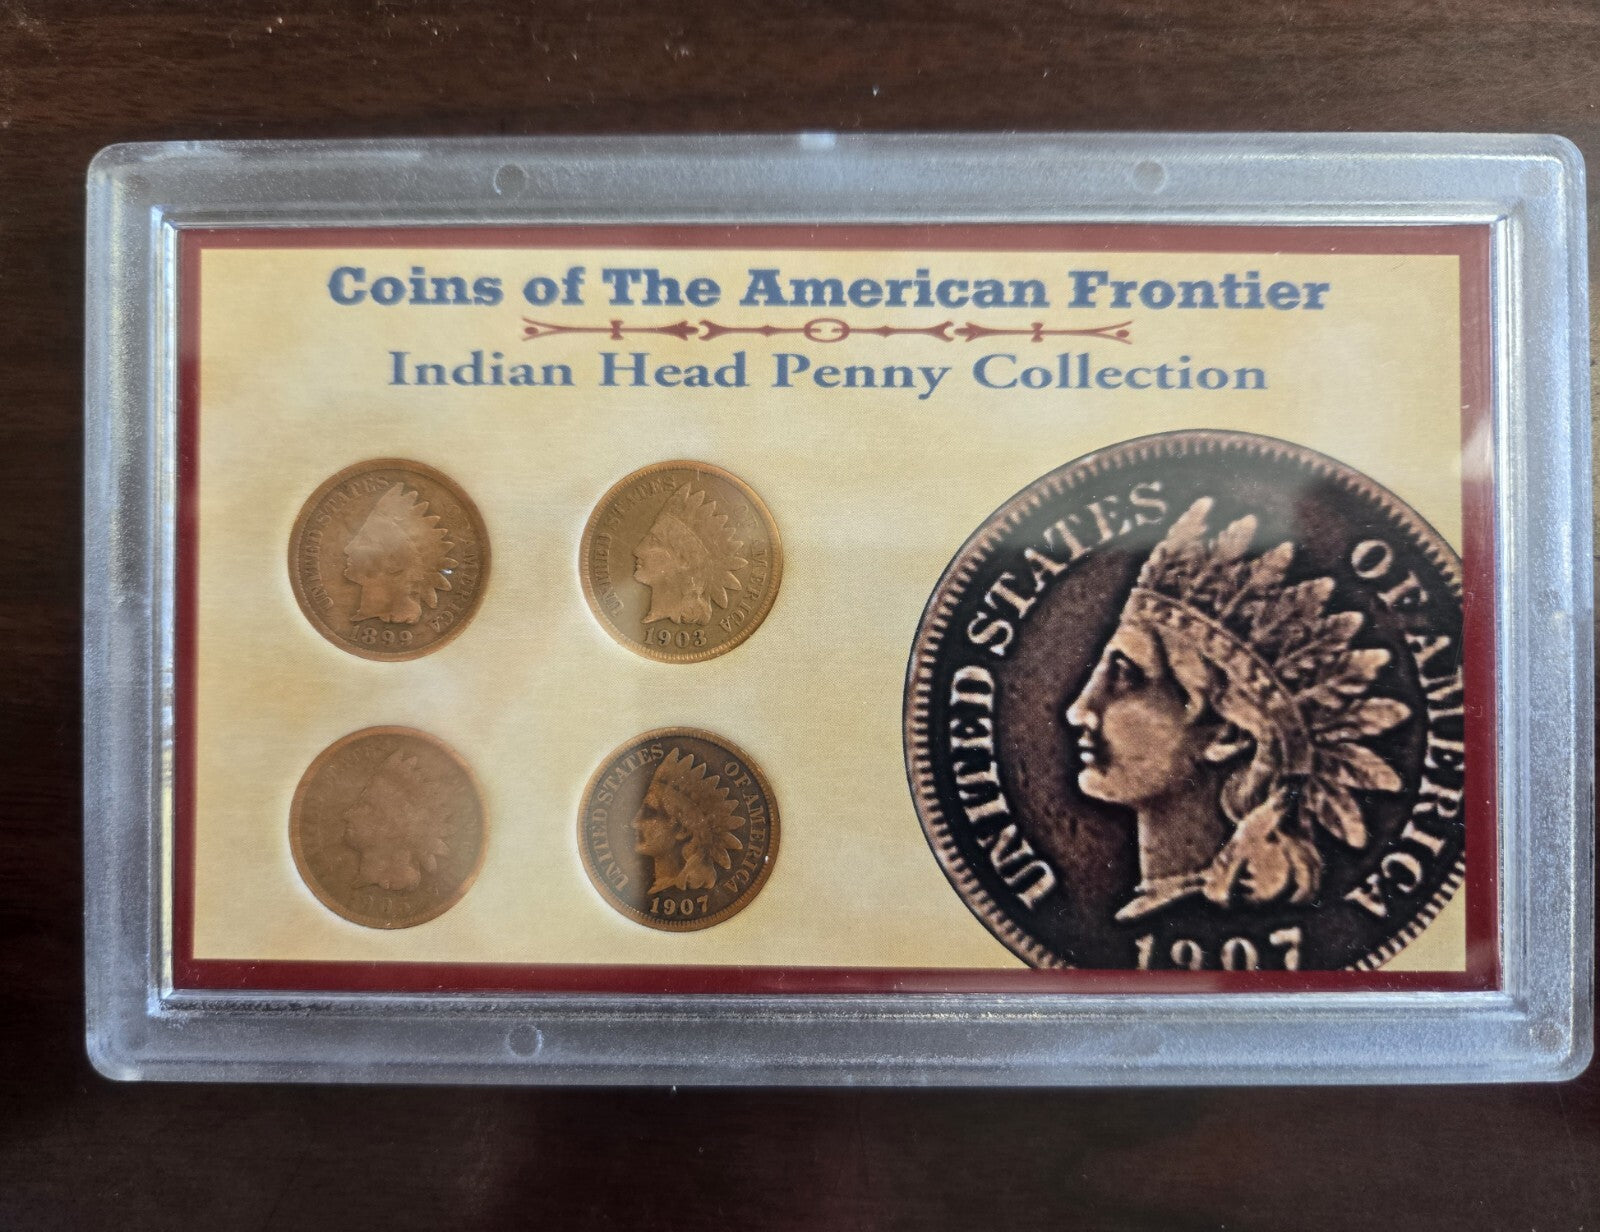 Coins of The American Frontier
Indian Head Penny Collection
UNITED STATES OF AMERICA
1899
UNITED STATES OF AMERICA
1903
UNITED STATES OF AMERICA
1907
UNITED STATES OF AMERICA
1907